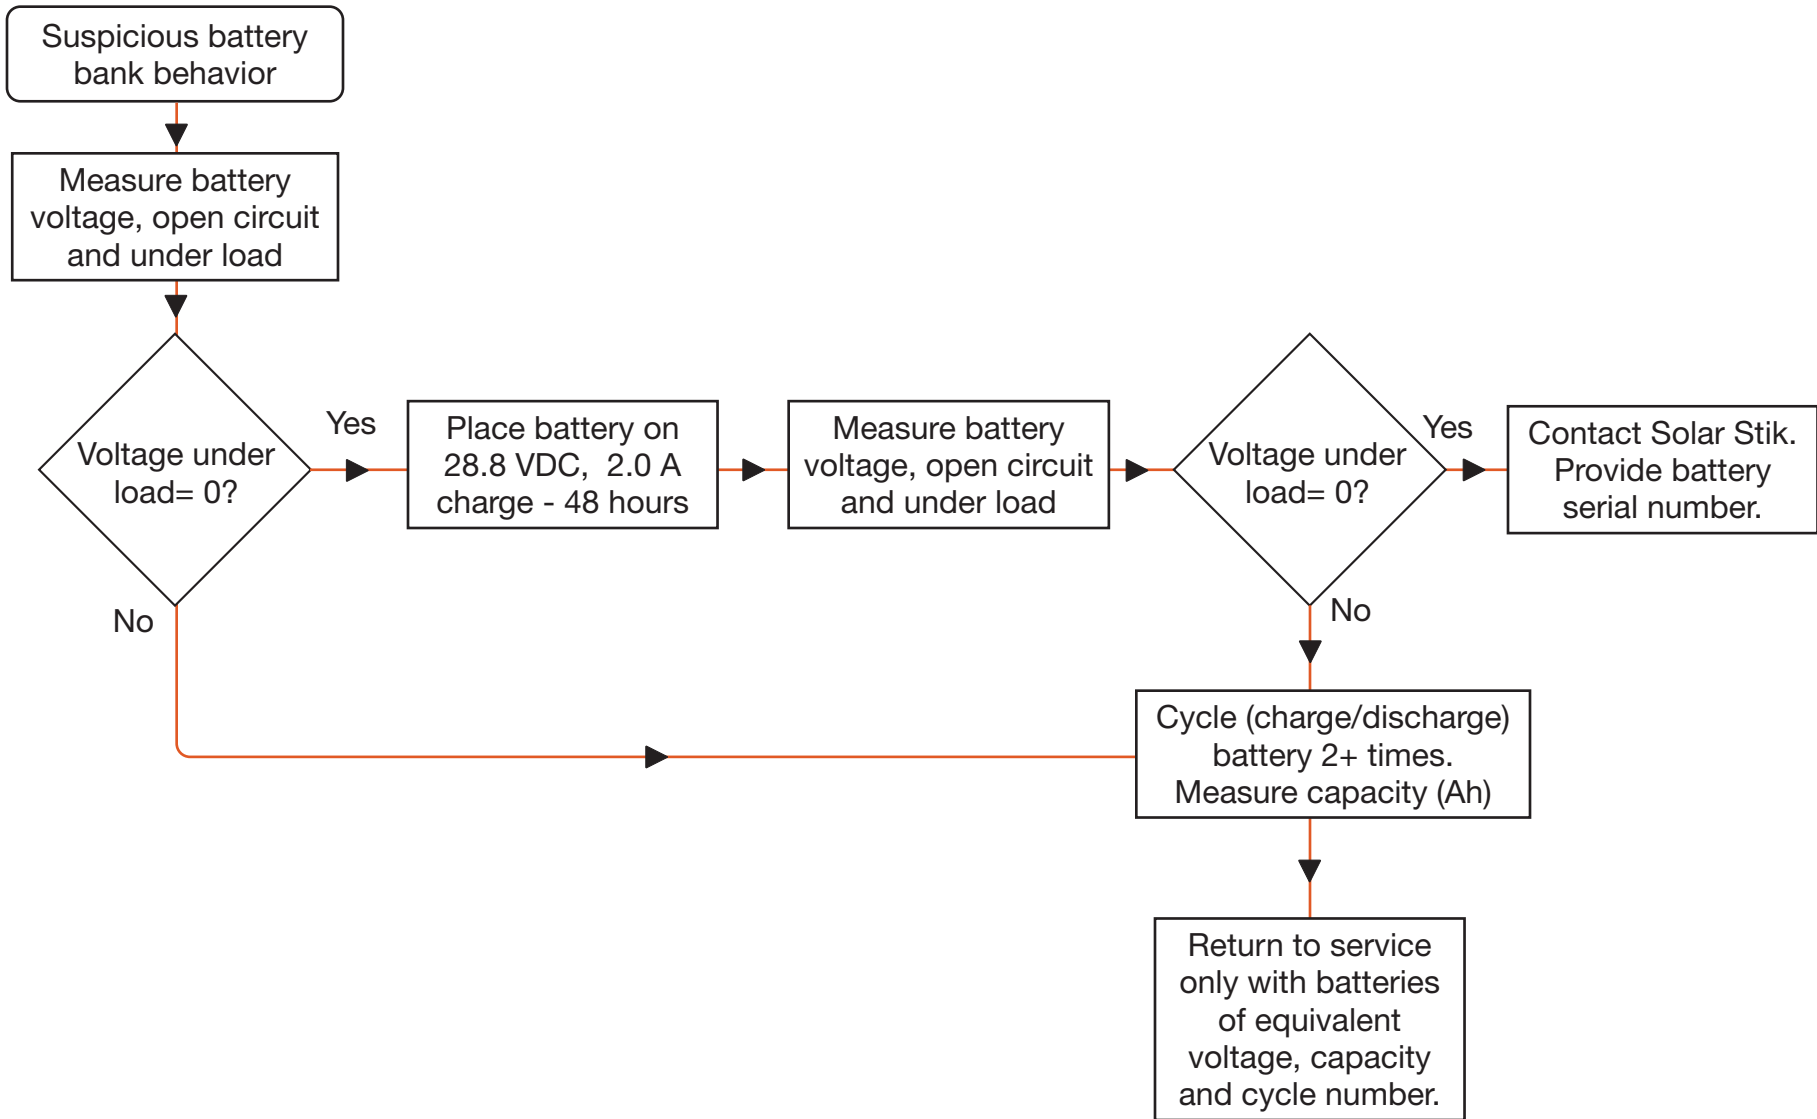 Suspicious battery
bank behavior
Measure battery
voltage, open circuit
and under load
Voltage under
load= 0?
Yes
Place battery on
28.8 VDC,  2.0 A
charge - 48 hours
Measure battery
voltage, open circuit
and under load
Voltage under
load= 0?
Yes
Contact Solar Stik.
Provide battery
serial number.
No
No
Cycle (charge/discharge)
battery 2+ times.
Measure capacity (Ah)
Return to service
only with batteries
of equivalent
voltage, capacity
and cycle number.